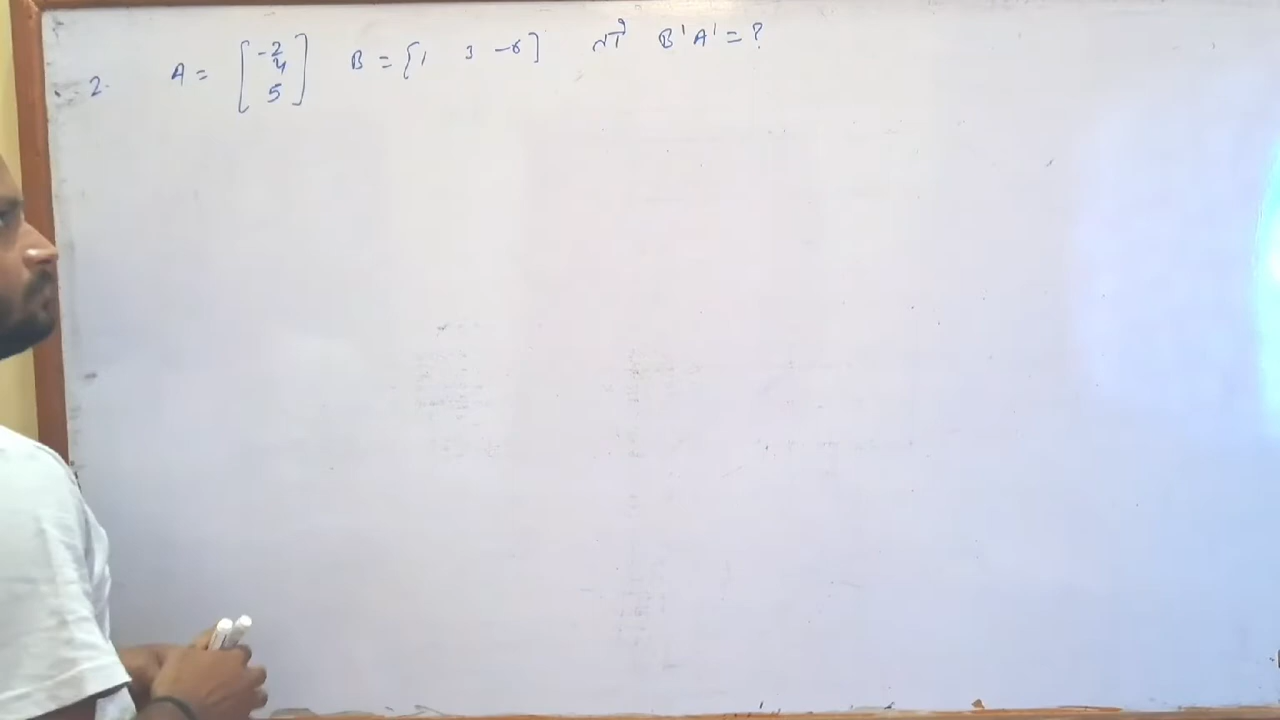 2. A = [-2 4 5] B = [1 3 -6] तो B'A' = ?